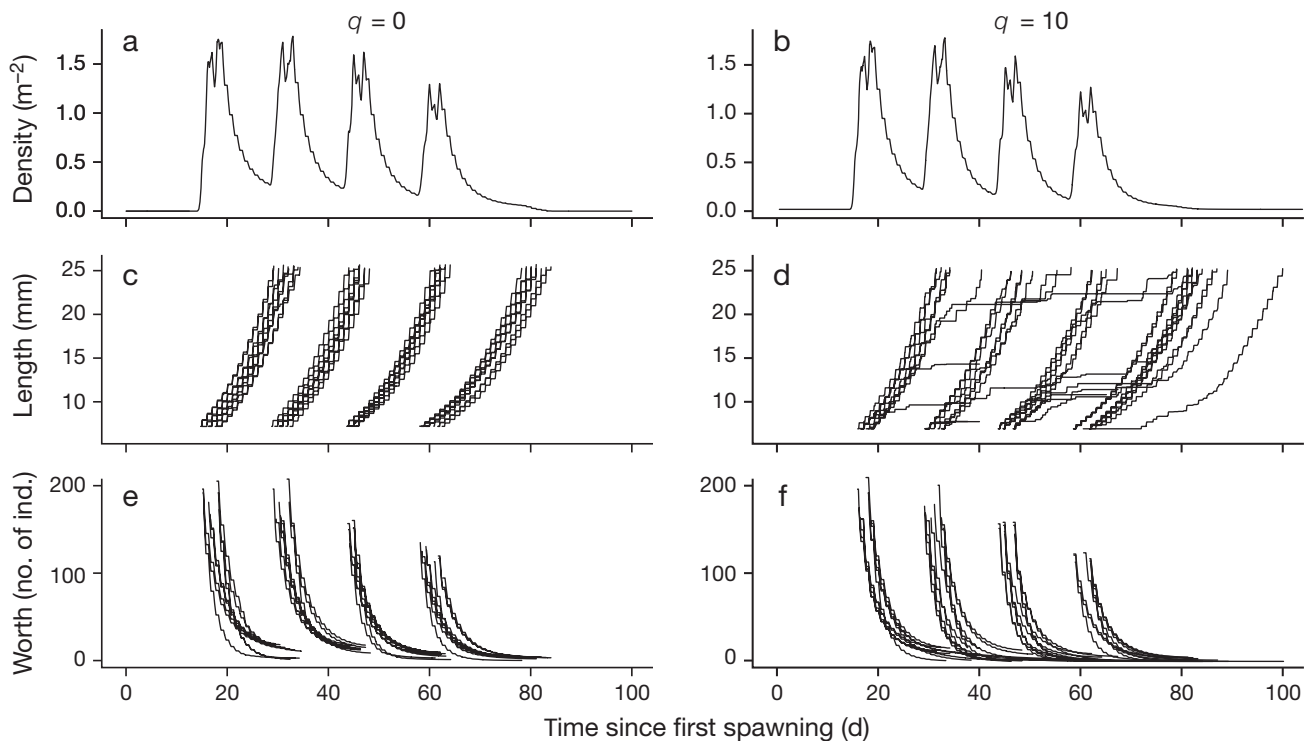 q = 0
q = 10
a
b
Density (m⁻²)
1.5
1.0
0.5
0.0
1.5
1.0
0.5
0.0
c
d
Length (mm)
25
20
15
10
25
20
15
10
e
f
Worth (no. of ind.)
200
100
0
200
100
0
0 20 40 60 80 100
0 20 40 60 80 100
Time since first spawning (d)